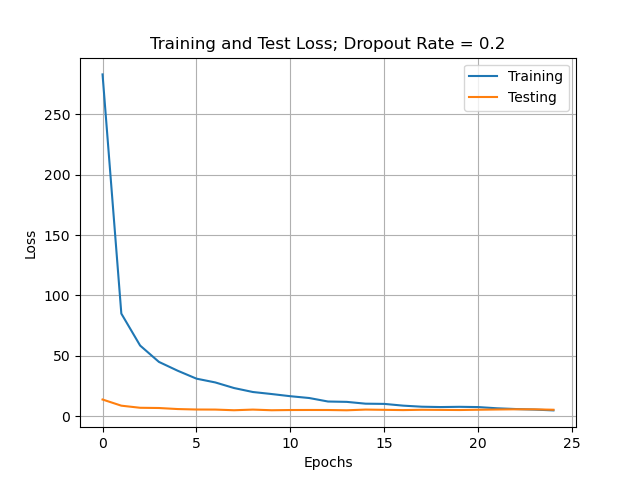 Training and Test Loss; Dropout Rate = 0.2
Training
Testing
Loss
250
200
150
100
50
0
0 5 10 15 20 25
Epochs